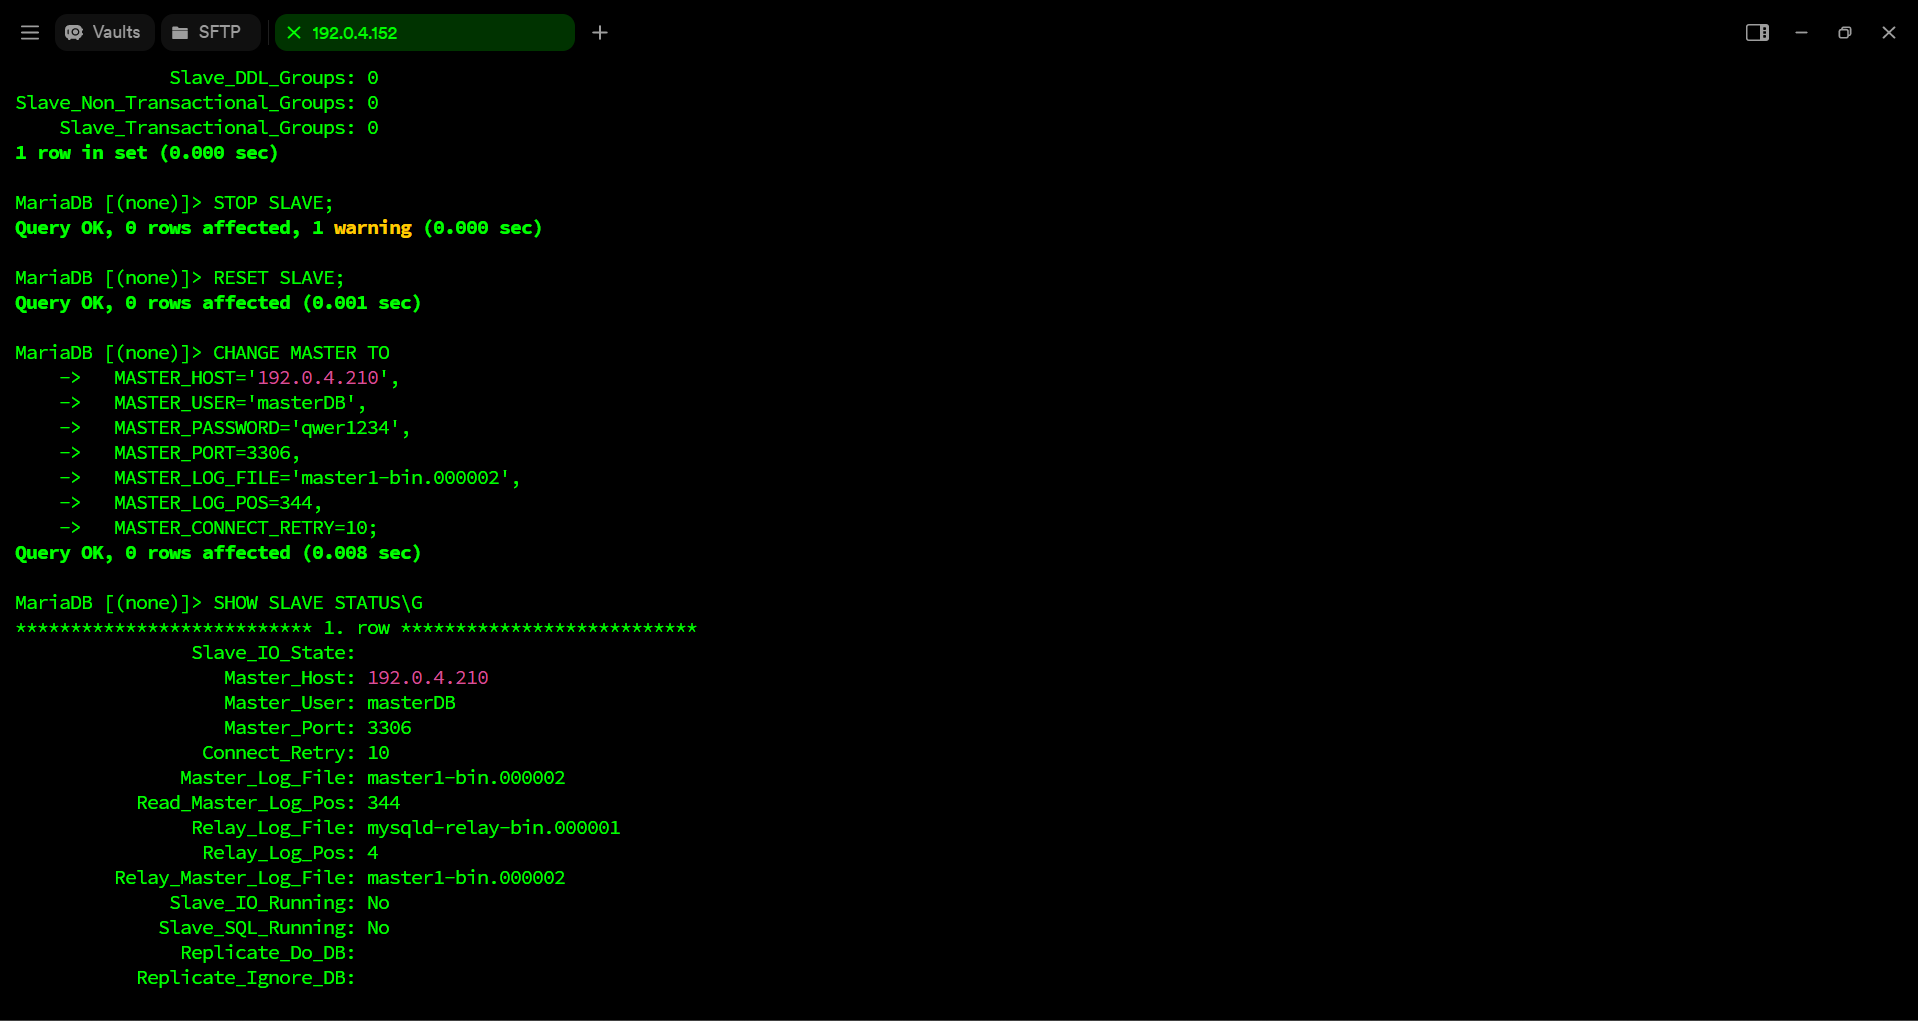 Vaults SFTP 192.0.4.152
Slave_DDL_Groups: 0
Slave_Non_Transactional_Groups: 0
Slave_Transactional_Groups: 0
1 row in set (0.000 sec)
MariaDB [(none)]> STOP SLAVE;
Query OK, 0 rows affected, 1 warning (0.000 sec)
MariaDB [(none)]> RESET SLAVE;
Query OK, 0 rows affected (0.001 sec)
MariaDB [(none)]> CHANGE MASTER TO
    ->   MASTER_HOST='192.0.4.210',
    ->   MASTER_USER='masterDB',
    ->   MASTER_PASSWORD='qwer1234',
    ->   MASTER_PORT=3306,
    ->   MASTER_LOG_FILE='master1-bin.000002',
    ->   MASTER_LOG_POS=344,
    ->   MASTER_CONNECT_RETRY=10;
Query OK, 0 rows affected (0.008 sec)
MariaDB [(none)]> SHOW SLAVE STATUS\G
*************************** 1. row ***************************
Slave_IO_State:
Master_Host: 192.0.4.210
Master_User: masterDB
Master_Port: 3306
Connect_Retry: 10
Master_Log_File: master1-bin.000002
Read_Master_Log_Pos: 344
Relay_Log_File: mysqld-relay-bin.000001
Relay_Log_Pos: 4
Relay_Master_Log_File: master1-bin.000002
Slave_IO_Running: No
Slave_SQL_Running: No
Replicate_Do_DB:
Replicate_Ignore_DB: